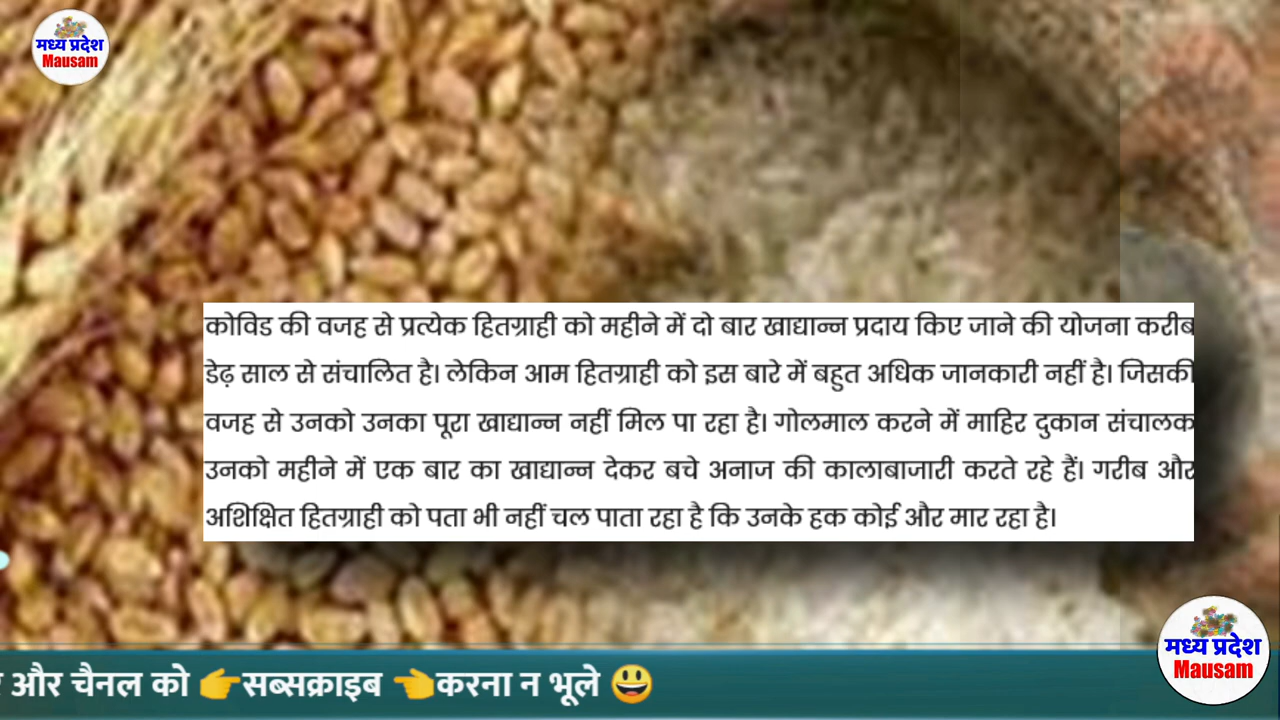 मध्य प्रदेश
Mausam
कोविड की वजह से प्रत्येक हितग्राही को महीने में दो बार खाद्यान्न प्रदाय किए जाने की योजना करीब
डेढ़ साल से संचालित है। लेकिन आम हितग्राही को इस बारे में बहुत अधिक जानकारी नहीं है। जिसकी
वजह से उनको उनका पूरा खाद्यान्न नहीं मिल पा रहा है। गोलमाल करने में माहिर दुकान संचालक
उनको महीने में एक बार का खाद्यान्न देकर बचे अनाज की कालाबाजारी करते रहे हैं। गरीब और
अशिक्षित हितग्राही को पता भी नहीं चल पाता रहा है कि उनके हक कोई और मार रहा है।
और चैनल को 👉सब्सक्राइब 👈करना न भूले 😃
मध्य प्रदेश
Mausam